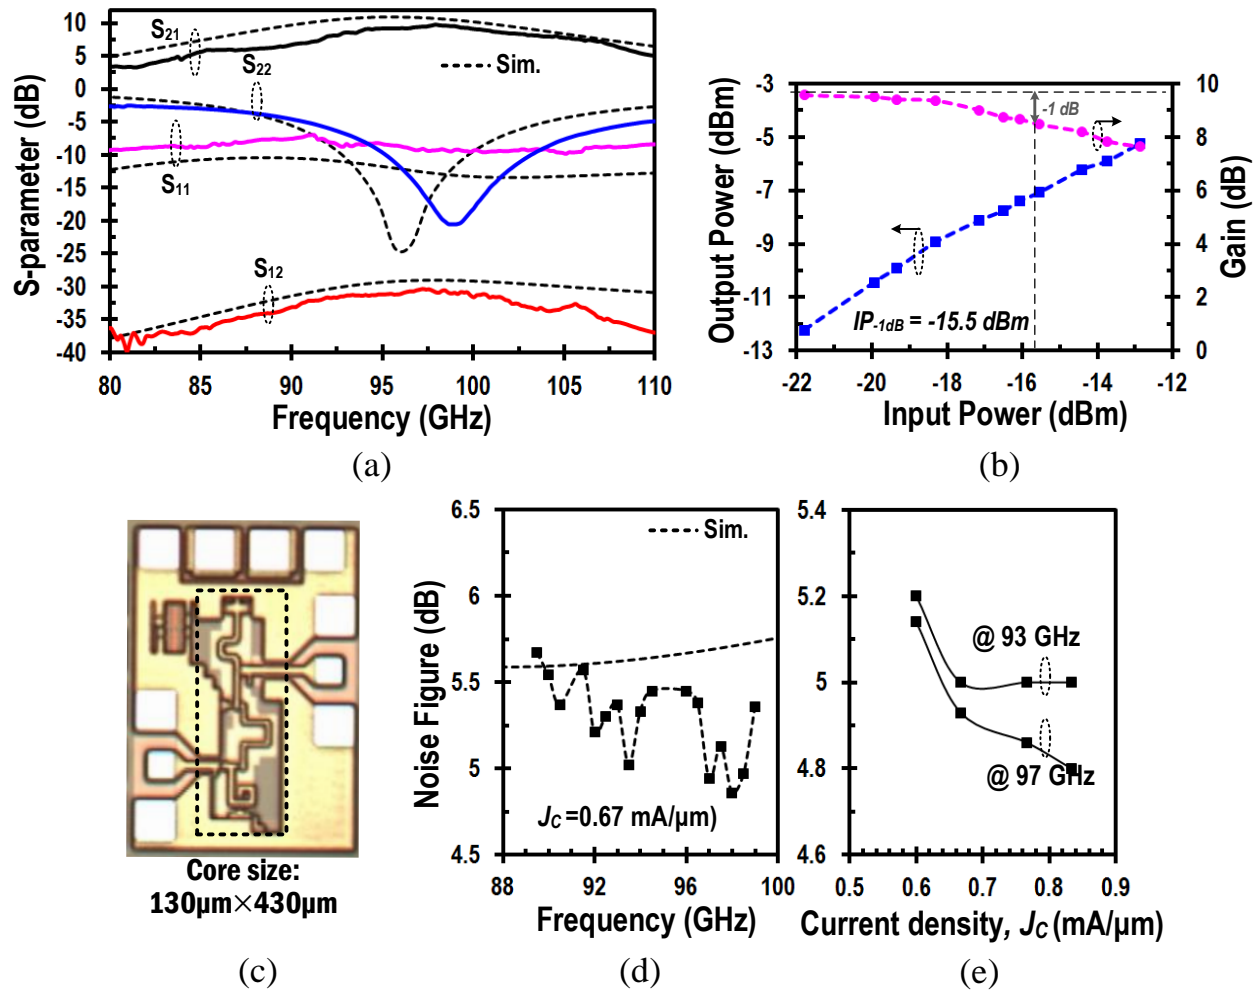 S-parameter (dB)
10
5
0
-5
-10
-15
-20
-25
-30
-35
-40
S21
S22
Sim.
S11
S12
80
85
90
95
100
105
110
Frequency (GHz)
(a)
Output Power (dBm)
-3
-5
-7
-9
-11
-13
-1 dB
IP-1dB = -15.5 dBm
10
8
6
4
2
0
Gain (dB)
-22
-20
-18
-16
-14
-12
Input Power (dBm)
(b)
Core size:
130µm×430µm
(c)
Noise Figure (dB)
6.5
6
5.5
5
4.5
Sim.
JC =0.67 mA/µm)
88
92
96
100
Frequency (GHz)
(d)
5.4
5.2
5
4.8
4.6
@ 93 GHz
@ 97 GHz
0.5
0.6
0.7
0.8
0.9
Current density, JC (mA/µm)
(e)